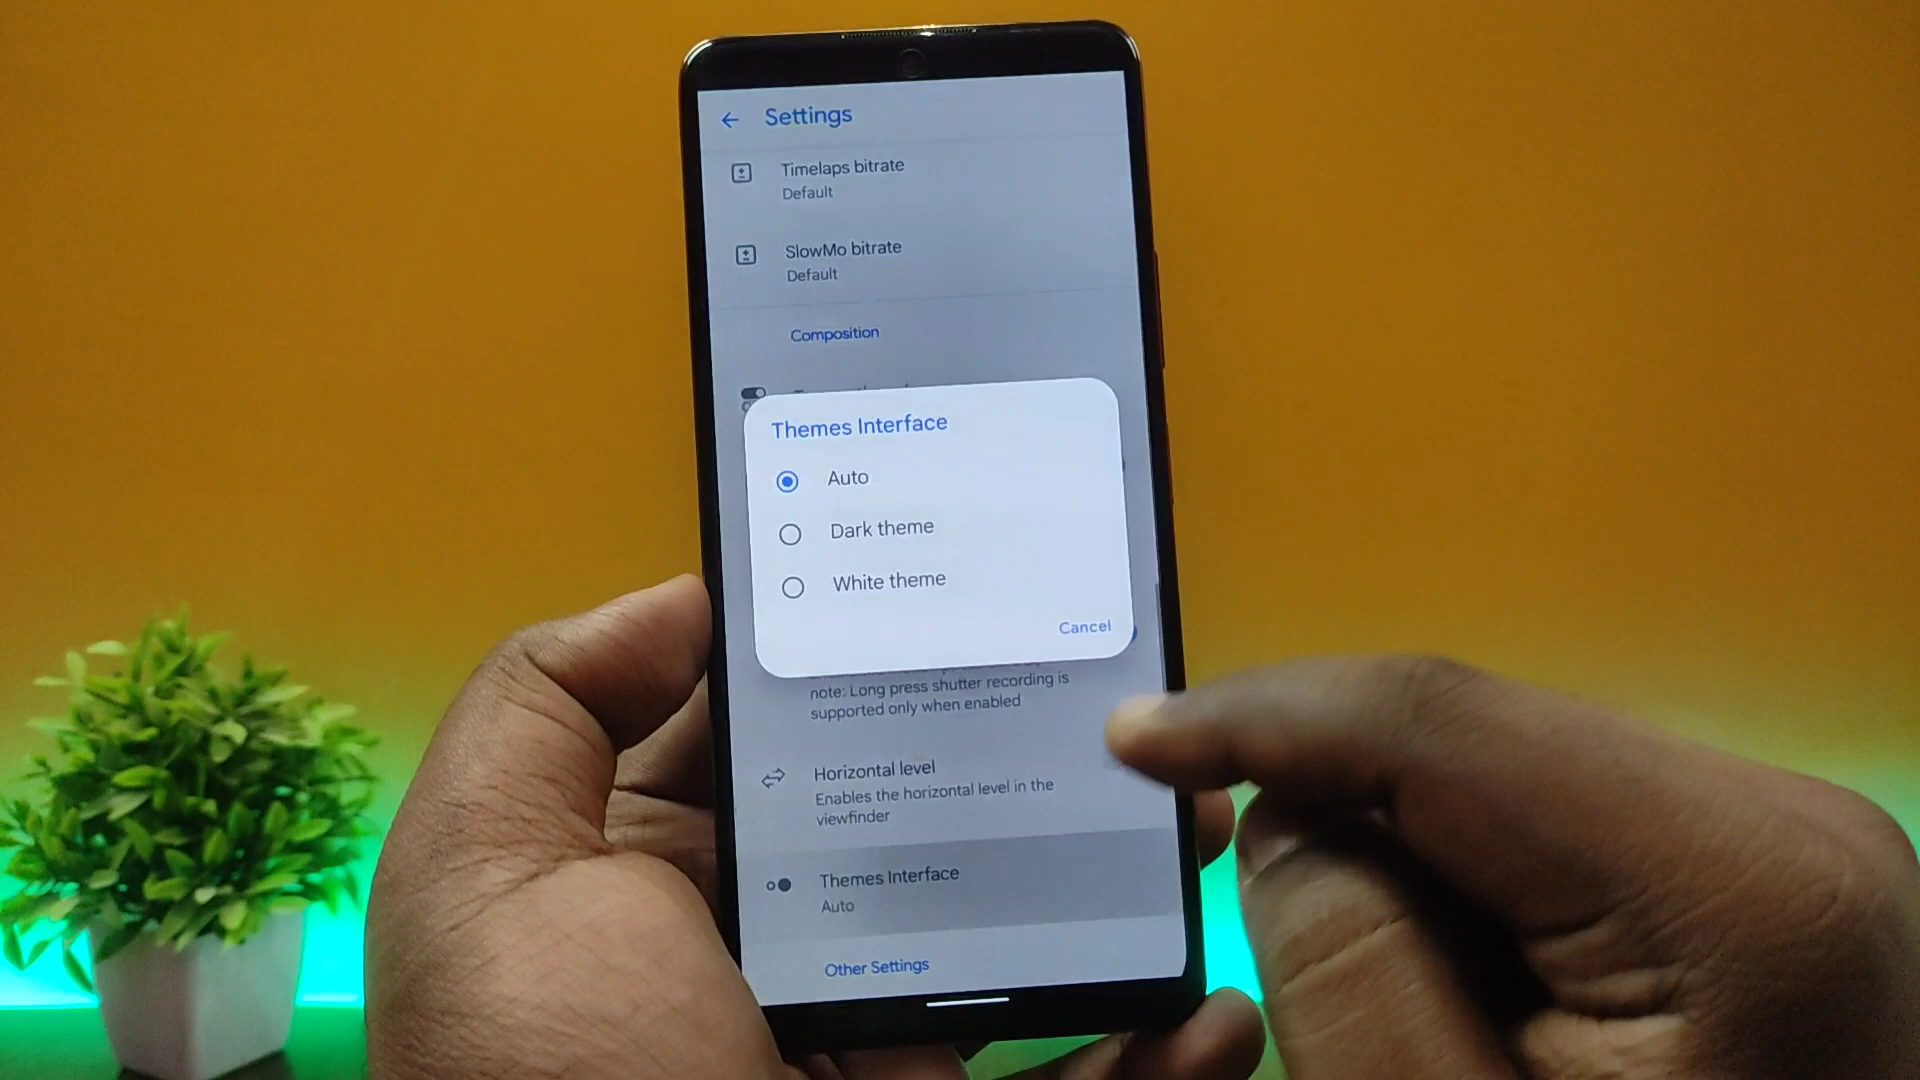 Settings
Timelaps bitrate
Default
SlowMo bitrate
Default
Composition
Themes Interface
Auto
Dark theme
White theme
Cancel
note: Long press shutter recording is
supported only when enabled
Horizontal level
Enables the horizontal level in the
viewfinder
Themes Interface
Auto
Other Settings